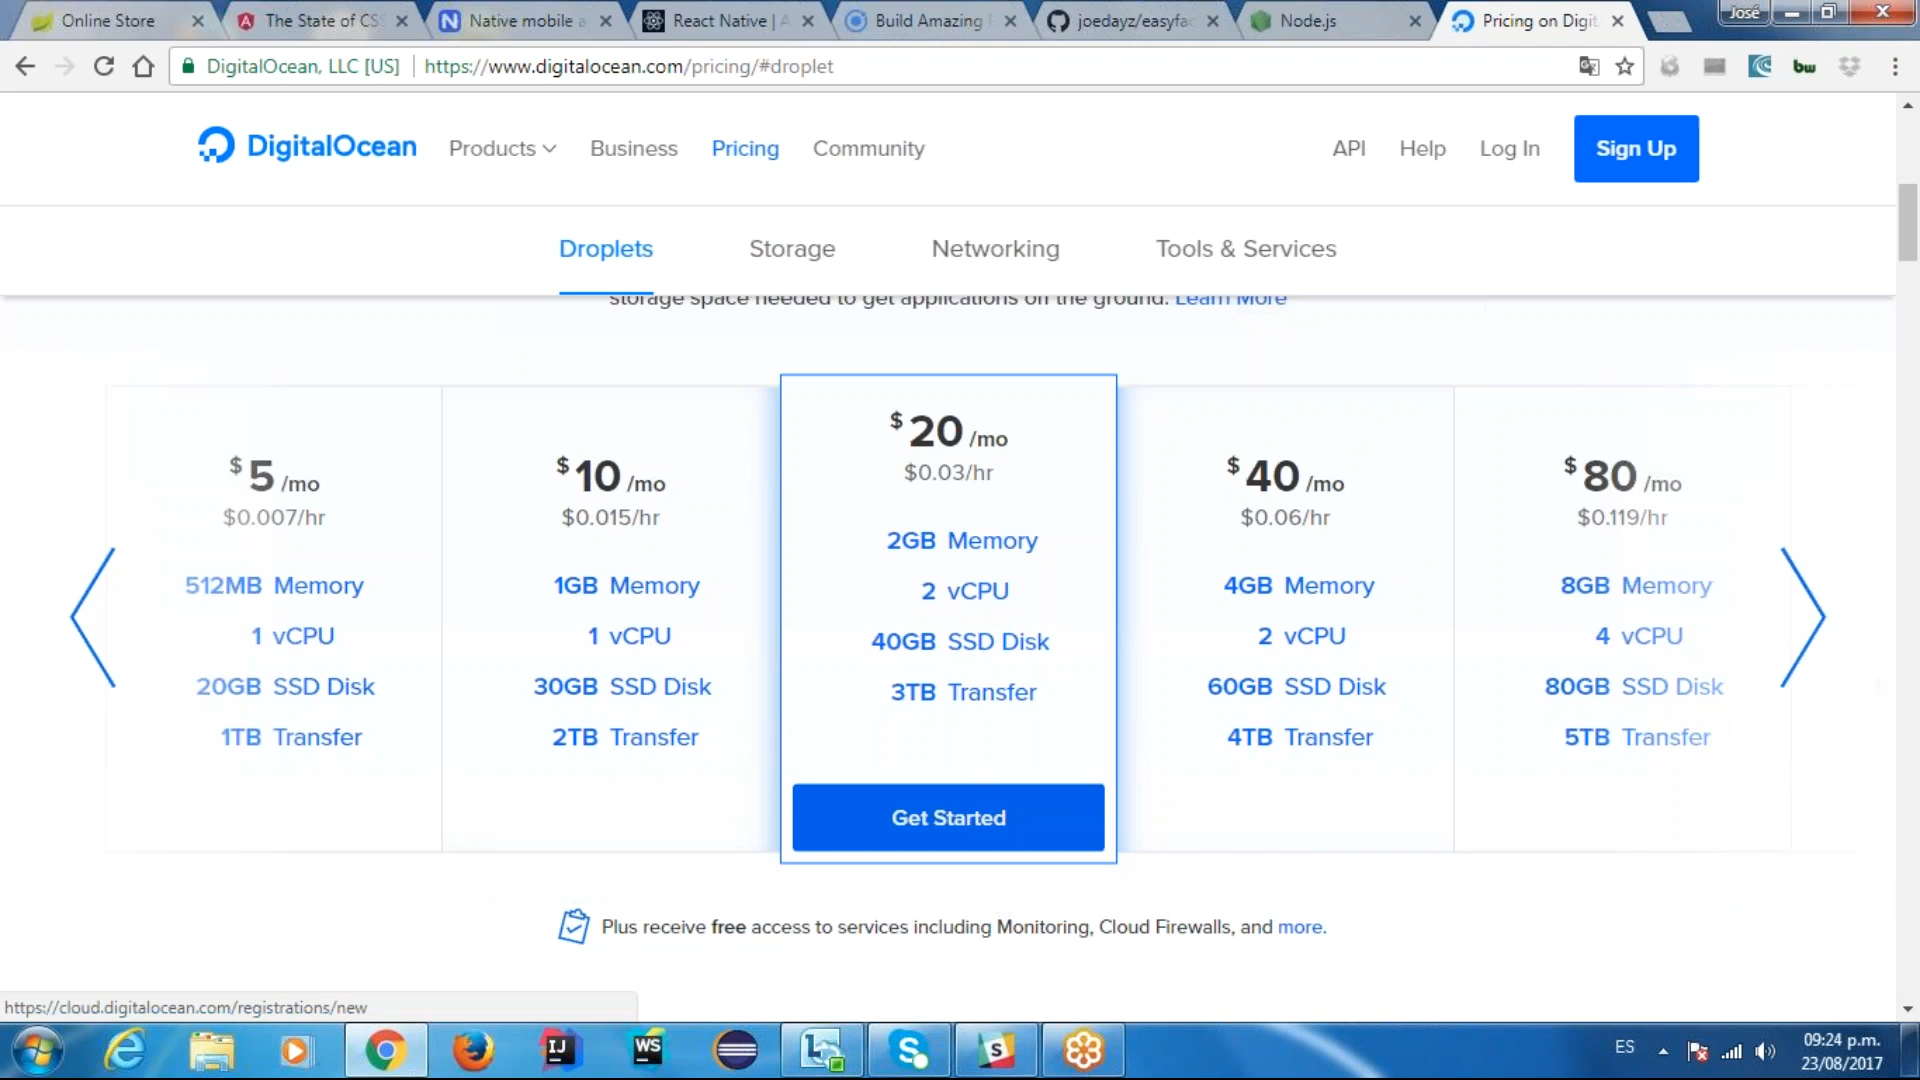 Online Store
The State of CS
Native mobile a
React Native | A
Build Amazing
joedayz/easyfac
Node.js
Pricing on Digit
José
DigitalOcean, LLC [US]
https://www.digitalocean.com/pricing/#droplet
bw
DigitalOcean
Products
Business
Pricing
Community
API
Help
Log In
Sign Up
Droplets
Storage
Networking
Tools & Services
storage space needed to get applications off the ground. Learn More
$5 /mo
$0.007/hr
512MB Memory
1 vCPU
20GB SSD Disk
1TB Transfer
$10 /mo
$0.015/hr
1GB Memory
1 vCPU
30GB SSD Disk
2TB Transfer
$20 /mo
$0.03/hr
2GB Memory
2 vCPU
40GB SSD Disk
3TB Transfer
Get Started
$40 /mo
$0.06/hr
4GB Memory
2 vCPU
60GB SSD Disk
4TB Transfer
$80 /mo
$0.119/hr
8GB Memory
4 vCPU
80GB SSD Disk
5TB Transfer
Plus receive free access to services including Monitoring, Cloud Firewalls, and more.
https://cloud.digitalocean.com/registrations/new
IJ
WS
S
S
ES
09:24 p.m.
23/08/2017